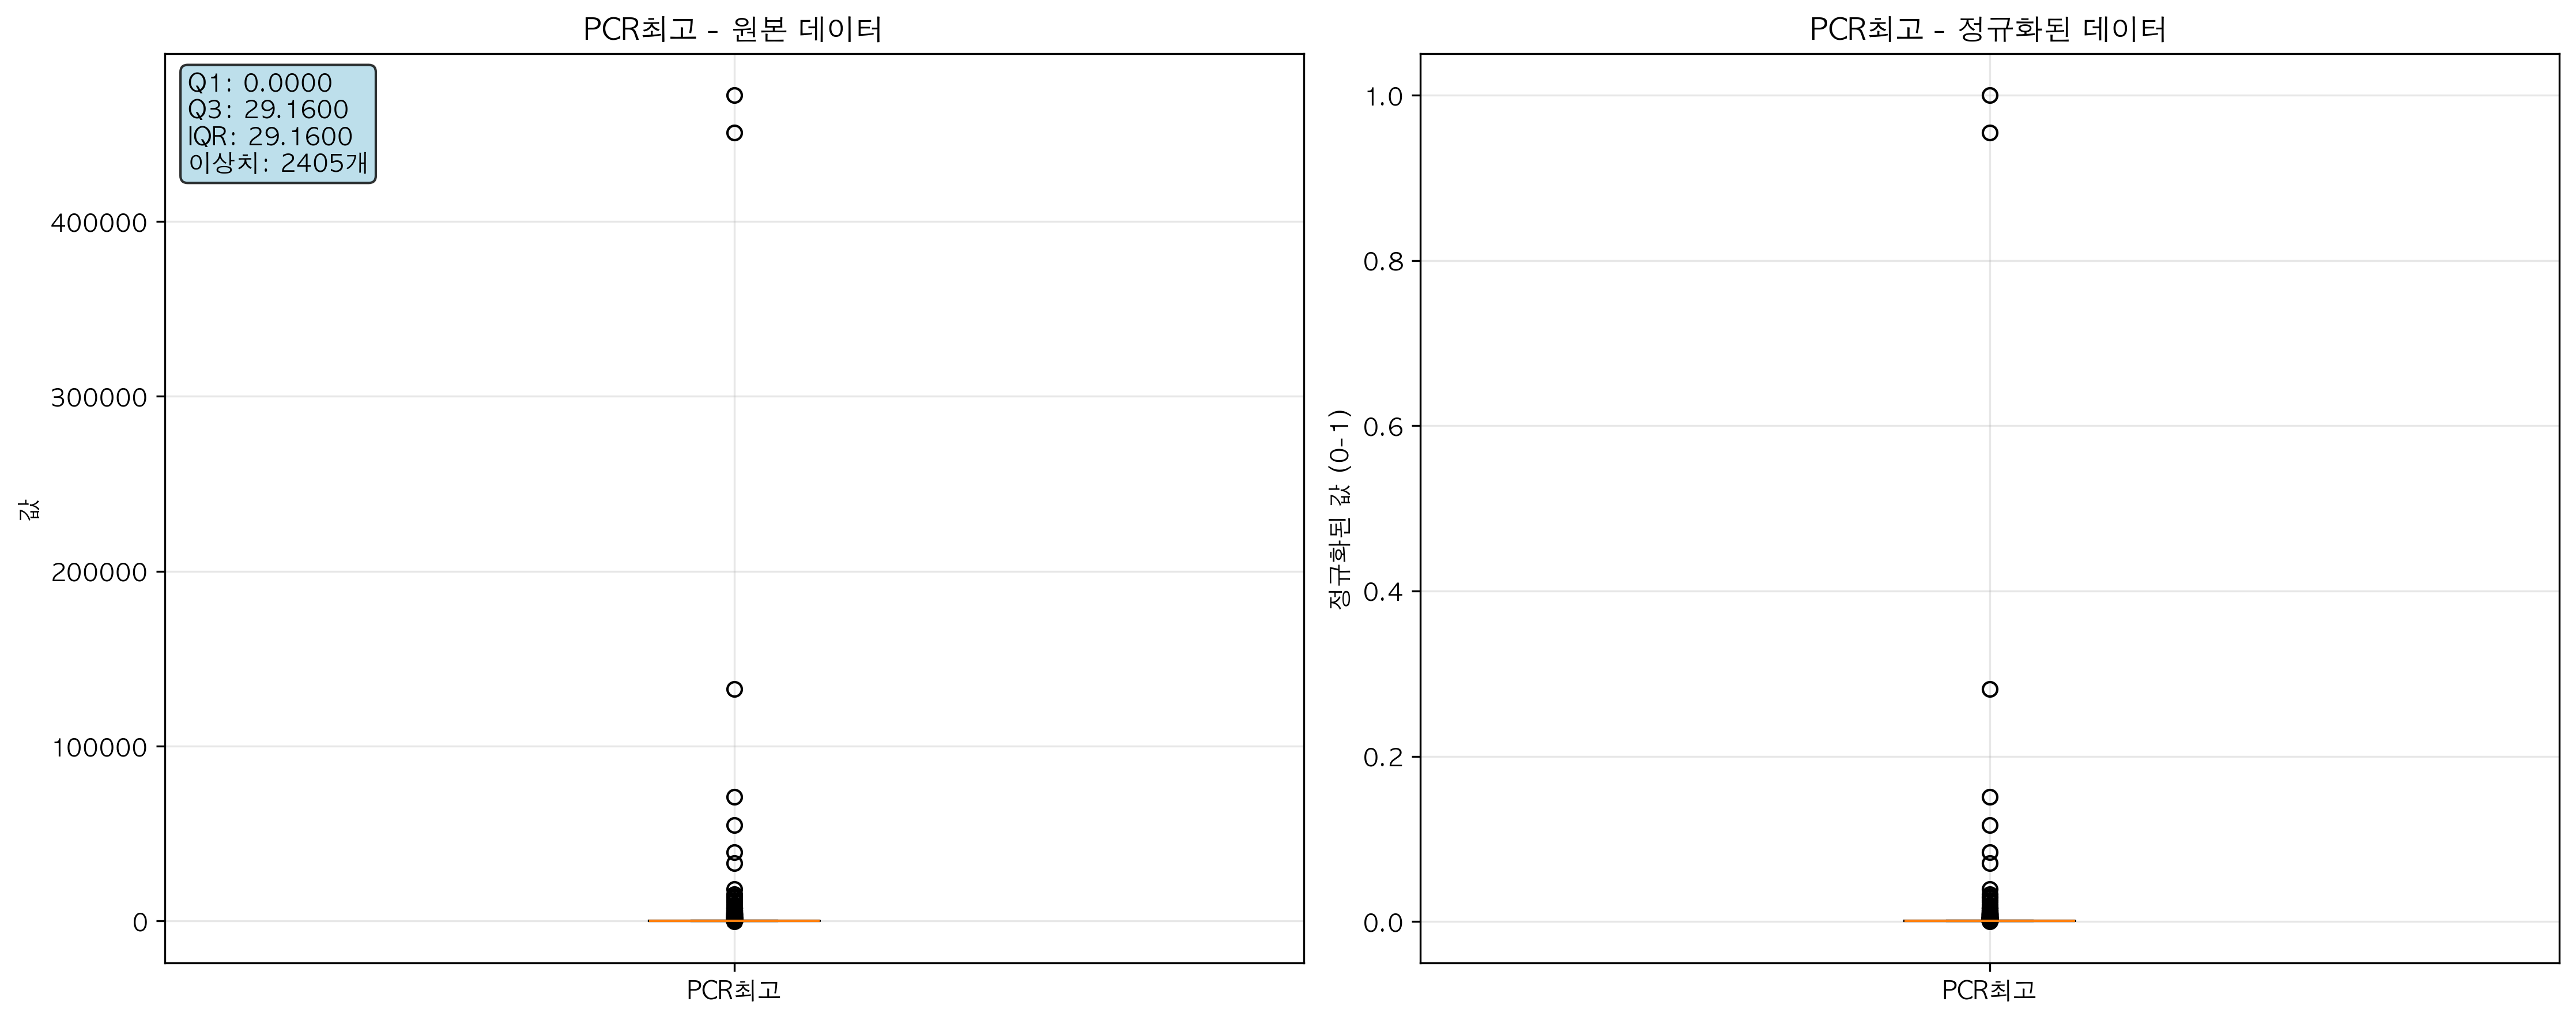 PCR최고 - 원본 데이터
Q1: 0.0000
Q3: 29.1600
IQR: 29.1600
이상치: 2405개
400000
300000
200000
100000
0
값
PCR최고
PCR최고 - 정규화된 데이터
1.0
0.8
0.6
0.4
0.2
0.0
정규화된 값 (0-1)
PCR최고